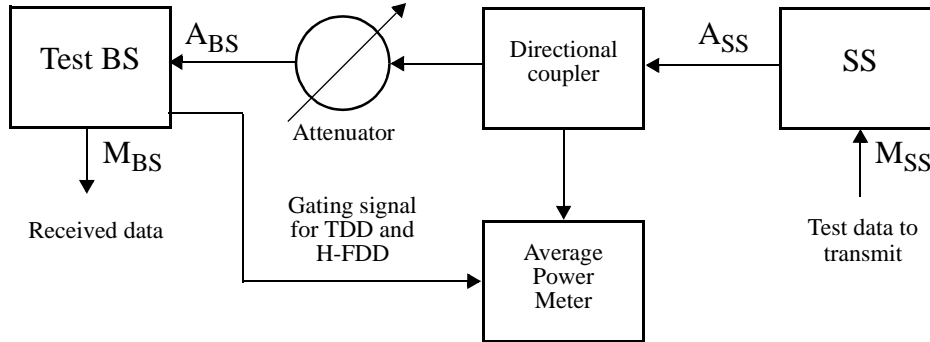 Test BS
A_BS
Attenuator
Directional
coupler
A_SS
SS
M_BS
M_SS
Received data
Gating signal
for TDD and
H-FDD
Average
Power
Meter
Test data to
transmit